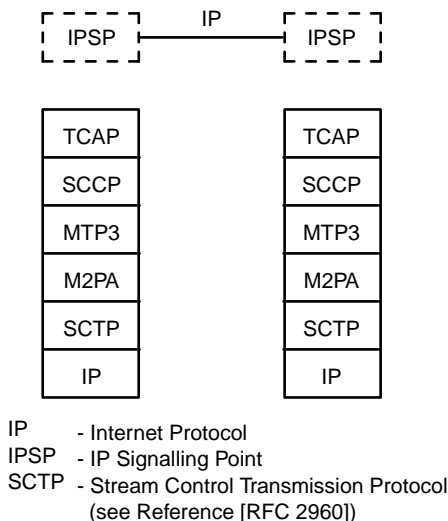 IP
IPSP IPSP
TCAP TCAP
SCCP SCCP
MTP3 MTP3
M2PA M2PA
SCTP SCTP
IP IP
IP - Internet Protocol
IPSP - IP Signalling Point
SCTP - Stream Control Transmission Protocol
(see Reference [RFC 2960])